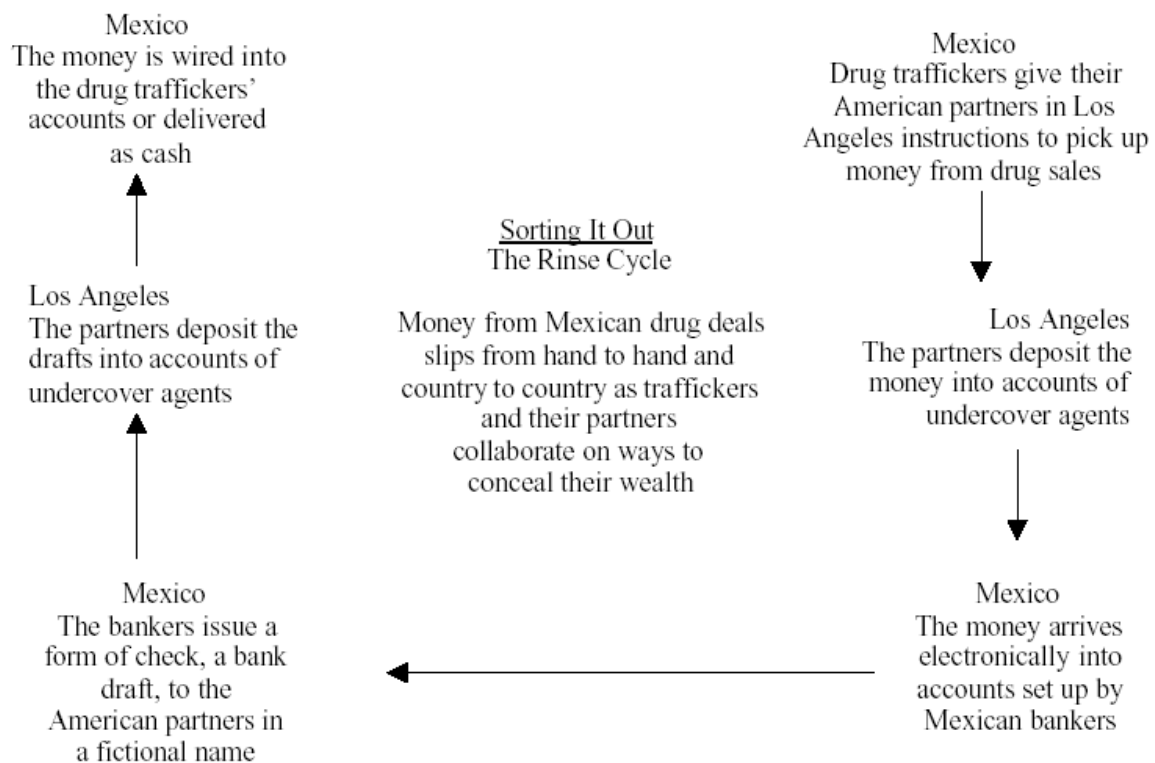 Mexico
The money is wired into
the drug traffickers'
accounts or delivered
as cash
Mexico
Drug traffickers give their
American partners in Los
Angeles instructions to pick up
money from drug sales
Sorting It Out
The Rinse Cycle
Money from Mexican drug deals
slips from hand to hand and
country to country as traffickers
and their partners
collaborate on ways to
conceal their wealth
Los Angeles
The partners deposit the
drafts into accounts of
undercover agents
Los Angeles
The partners deposit the
money into accounts of
undercover agents
Mexico
The bankers issue a
form of check, a bank
draft, to the
American partners in
a fictional name
Mexico
The money arrives
electronically into
accounts set up by
Mexican bankers